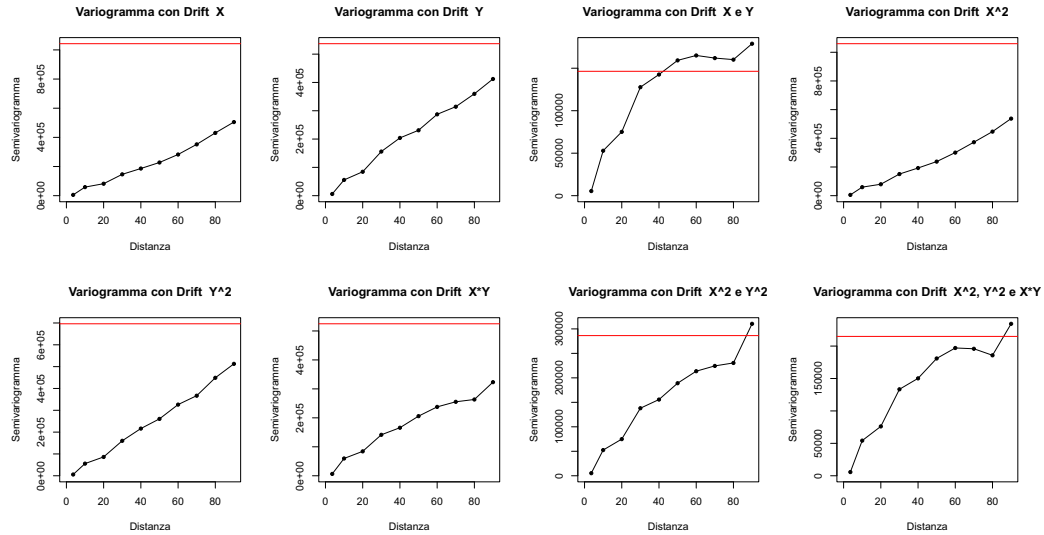 Variogramma con Drift X
Semivariogramma
0e+00 4e+05 8e+05
0 20 40 60 80
Distanza
Variogramma con Drift Y
Semivariogramma
0e+00 2e+05 4e+05
0 20 40 60 80
Distanza
Variogramma con Drift X e Y
Semivariogramma
0 50000 100000
0 20 40 60 80
Distanza
Variogramma con Drift X^2
Semivariogramma
0e+00 4e+05 8e+05
0 20 40 60 80
Distanza
Variogramma con Drift Y^2
Semivariogramma
0e+00 2e+05 4e+05 6e+05
0 20 40 60 80
Distanza
Variogramma con Drift X*Y
Semivariogramma
0e+00 2e+05 4e+05
0 20 40 60 80
Distanza
Variogramma con Drift X^2 e Y^2
Semivariogramma
0 100000 200000 300000
0 20 40 60 80
Distanza
Variogramma con Drift X^2, Y^2 e X*Y
Semivariogramma
0 50000 150000
0 20 40 60 80
Distanza